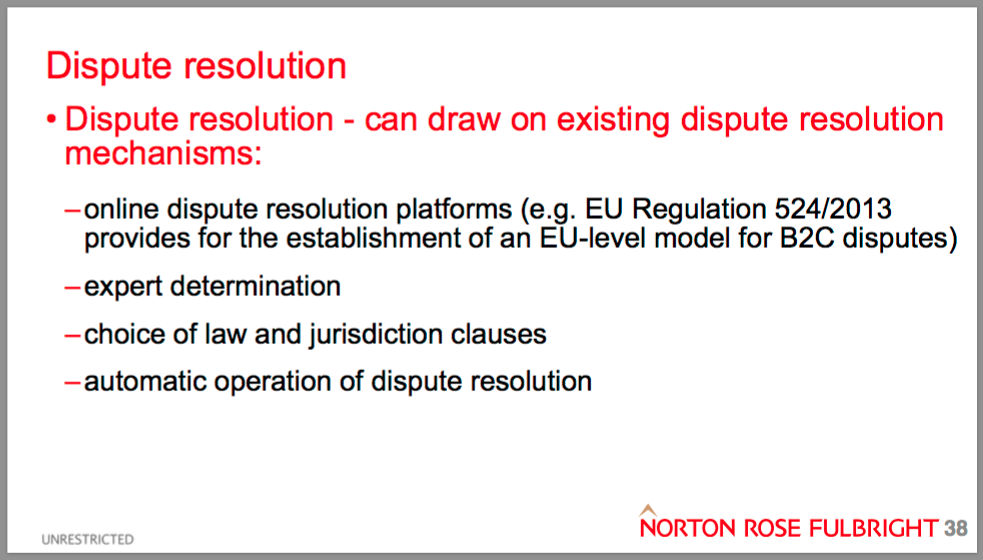 Dispute resolution
• Dispute resolution - can draw on existing dispute resolution
mechanisms:
–online dispute resolution platforms (e.g. EU Regulation 524/2013
provides for the establishment of an EU-level model for B2C disputes)
–expert determination
–choice of law and jurisdiction clauses
–automatic operation of dispute resolution
UNRESTRICTED
NORTON ROSE FULBRIGHT 38